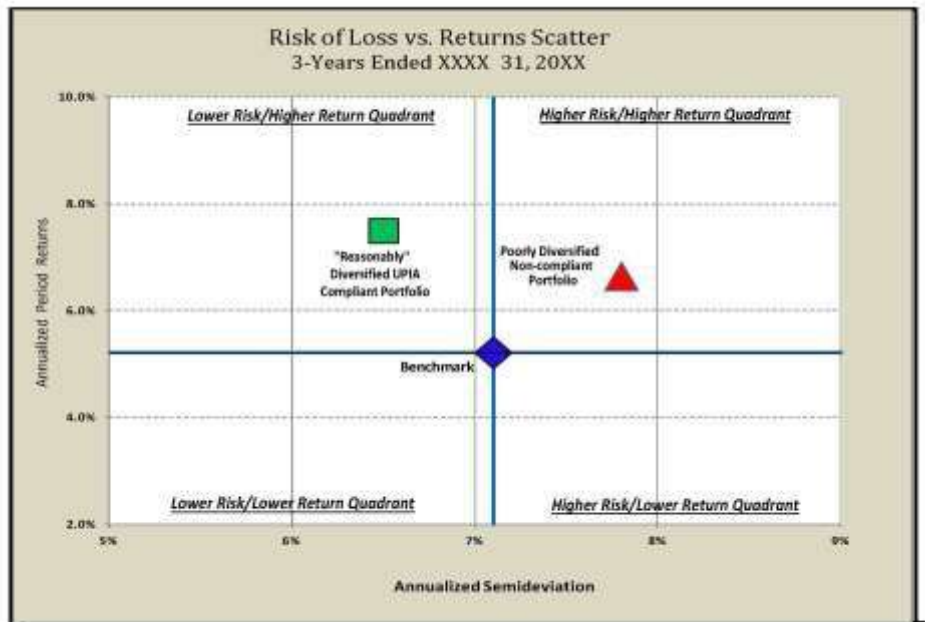 Risk of Loss vs. Returns Scatter
3-Years Ended XXXX 31, 20XX
10.0%
Lower Risk/Higher Return Quadrant
Higher Risk/Higher Return Quadrant
8.0%
Annualized Period Returns
"Reasonably"
Diversified UPIA
Compliant Portfolio
Poorly Diversified
Non-compliant
Portfolio
6.0%
Benchmark
4.0%
Lower Risk/Lower Return Quadrant
Higher Risk/Lower Return Quadrant
2.0%
5%
6%
7%
8%
9%
Annualized Semideviation